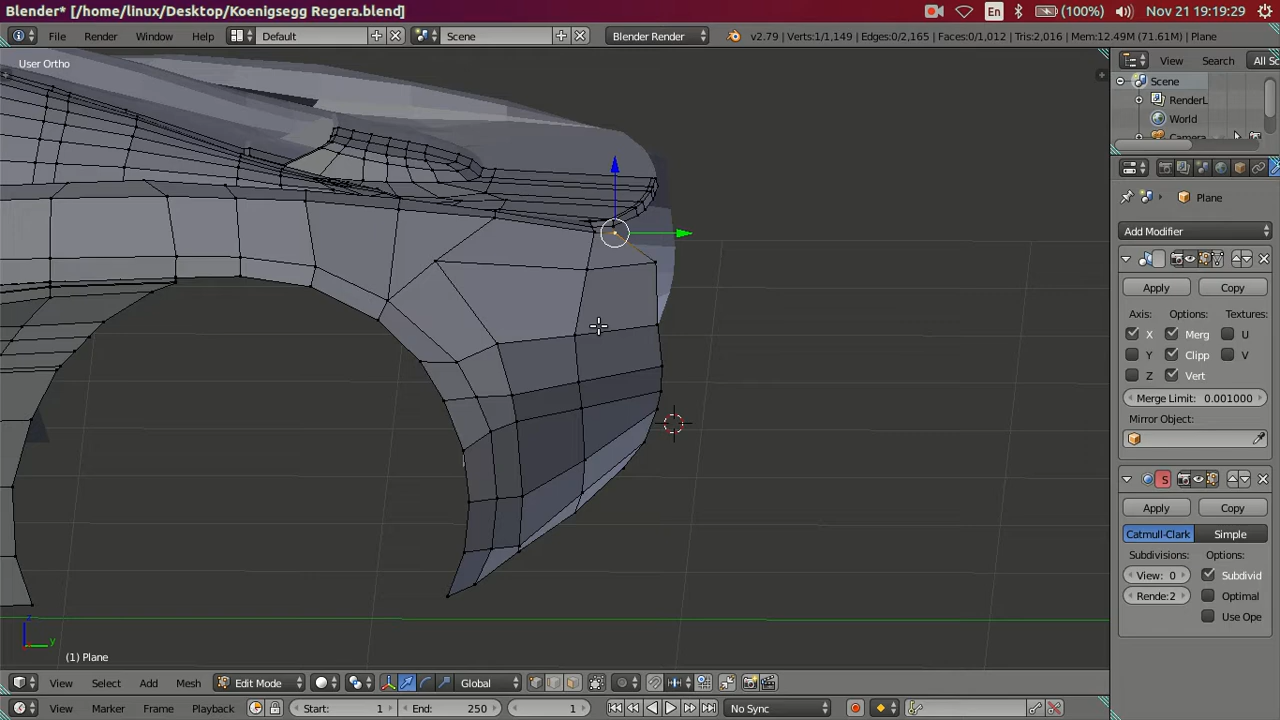 Blender* [/home/linux/Desktop/Koenigsegg Regera.blend]
En (100%) Nov 21 19:19:29
File Render Window Help Default Scene Blender Render v2.79 | Verts:1/1,149 | Edges:0/2,165 | Faces:0/1,012 | Tris:2,016 | Mem:12.49M (71.61M) | Plane
View Search All Sc
User Ortho
Scene
RenderL
World
Camera
Plane
Add Modifier
Apply Copy
Axis: Options: Textures:
X Merg U
Y Clipp V
Z Vert
Merge Limit: 0.001000
Mirror Object:
S
Apply Copy
Catmull-Clark Simple
Subdivisions: Options:
View: 0 Subdivid
Rende:2 Optimal
Use Ope
z
y
(1) Plane
View Select Add Mesh Edit Mode Global
View Marker Frame Playback Start: 1 End: 250 1 No Sync